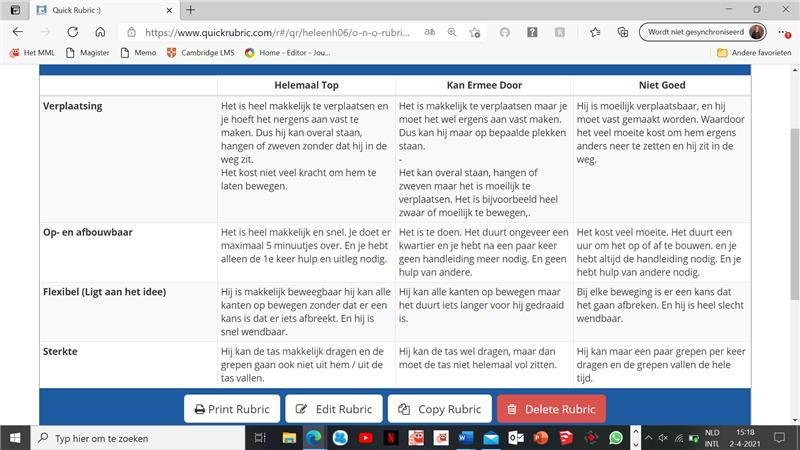 Quick Rubric :)
https://www.quickrubric.com/r#/qr/heleenh06/o-n-o-rubri...
Wordt niet gesynchroniseerd
Het MML
Magister
Memo
Cambridge LMS
Home - Editor - Jou...
Andere favorieten
Helemaal Top
Kan Ermee Door
Niet Goed
Verplaatsing
Het is heel makkelijk te verplaatsen en
je hoeft het nergens aan vast te
maken. Dus hij kan overal staan,
hangen of zweven zonder dat hij in de
weg zit.
Het kost niet veel kracht om hem te
laten bewegen.
Het is makkelijk te verplaatsen maar je
moet het wel ergens aan vast maken.
Dus kan hij maar op bepaalde plekken
staan.
-
Het kan overal staan, hangen of
zweven maar het is moeilijk te
verplaatsen. Het is bijvoorbeeld heel
zwaar of moeilijk te bewegen,.
Hij is moeilijk verplaatsbaar, en hij
moet vast gemaakt worden. Waardoor
het veel moeite kost om hem ergens
anders neer te zetten en hij zit in de
weg.
Op- en afbouwbaar
Het is heel makkelijk en snel. Je doet er
maximaal 5 minuutjes over. En je hebt
alleen de 1e keer hulp en uitleg nodig.
Het is te doen. Het duurt ongeveer een
kwartier en je hebt na een paar keer
geen handleiding meer nodig. En geen
hulp van andere.
Het kost veel moeite. Het duurt een
uur om het op of af te bouwen. en je
hebt altijd de handleiding nodig. En je
hebt hulp van andere nodig.
Flexibel (Ligt aan het idee)
Hij is makkelijk beweegbaar hij kan alle
kanten op bewegen zonder dat er een
kans is dat er iets afbreekt. En hij is
snel wendbaar.
Hij kan alle kanten op bewegen maar
het duurt iets langer voor hij gedraaid
is.
Bij elke beweging is er een kans dat
het gaan afbreken. En hij is heel slecht
wendbaar.
Sterkte
Hij kan de tas makkelijk dragen en de
grepen gaan ook niet uit hem / uit de
tas vallen.
Hij kan de tas wel dragen, maar dan
moet de tas niet helemaal vol zitten.
Hij kan maar een paar grepen per keer
dragen en de grepen vallen de hele
tijd.
Print Rubric
Edit Rubric
Copy Rubric
Delete Rubric
Typ hier om te zoeken
NLD
INTL
15:18
2-4-2021